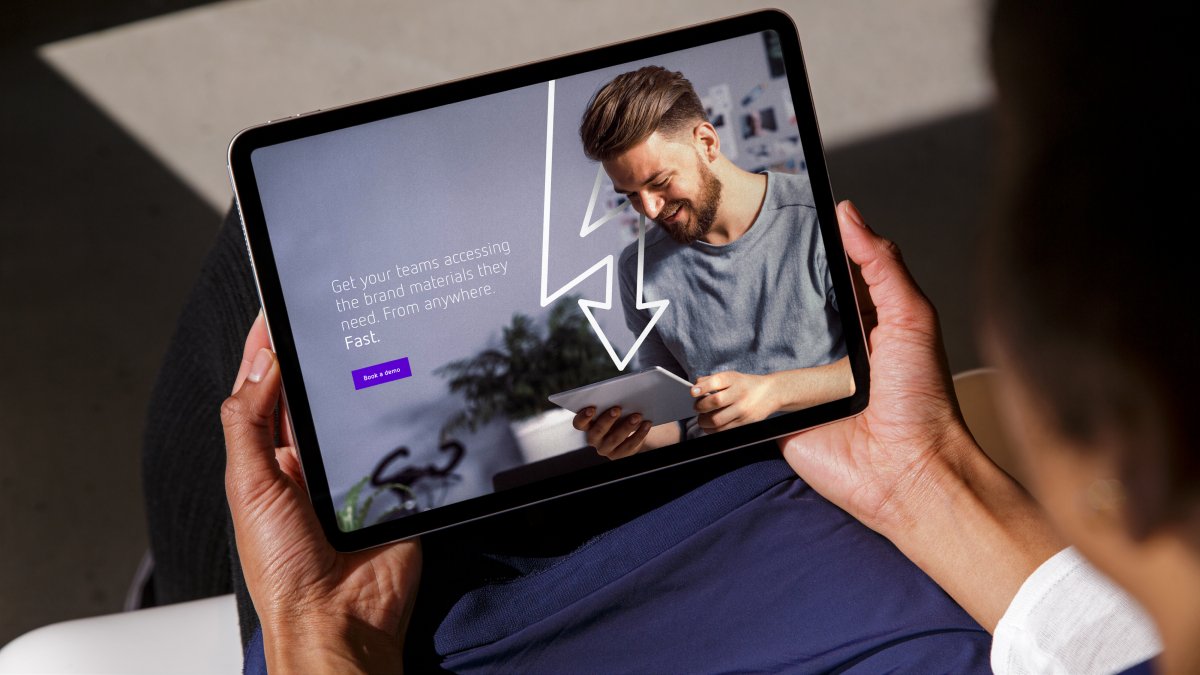 Get your teams accessing
the brand materials they
need. From anywhere.
Fast.
Book a demo